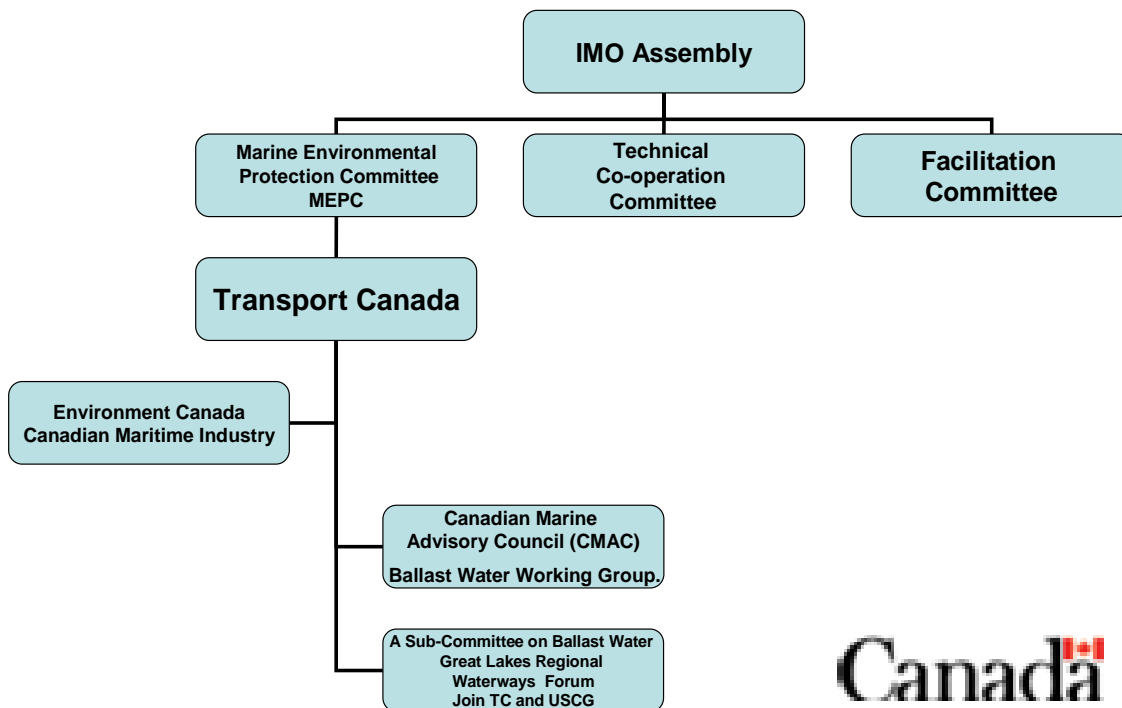 IMO Assembly
Marine Environmental
Protection Committee
MEPC
Technical
Co-operation
Committee
Facilitation
Committee
Transport Canada
Environment Canada
Canadian Maritime Industry
Canadian Marine
Advisory Council (CMAC)
Ballast Water Working Group.
A Sub-Committee on Ballast Water
Great Lakes Regional
Waterways Forum
Join TC and USCG
Canada